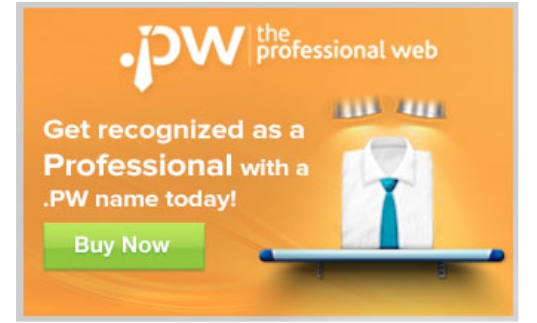 .PW the
professional web
Get recognized as a
Professional with a
.PW name today!
Buy Now